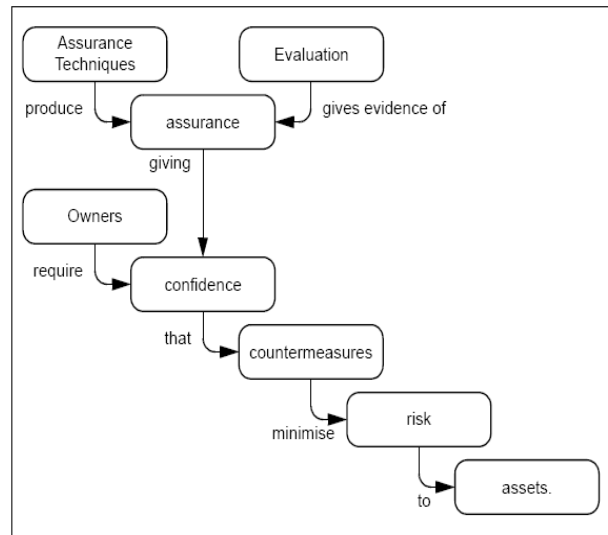 Assurance
Techniques
Evaluation
produce
assurance
gives evidence of
giving
Owners
require
confidence
that
countermeasures
minimise
risk
to
assets.